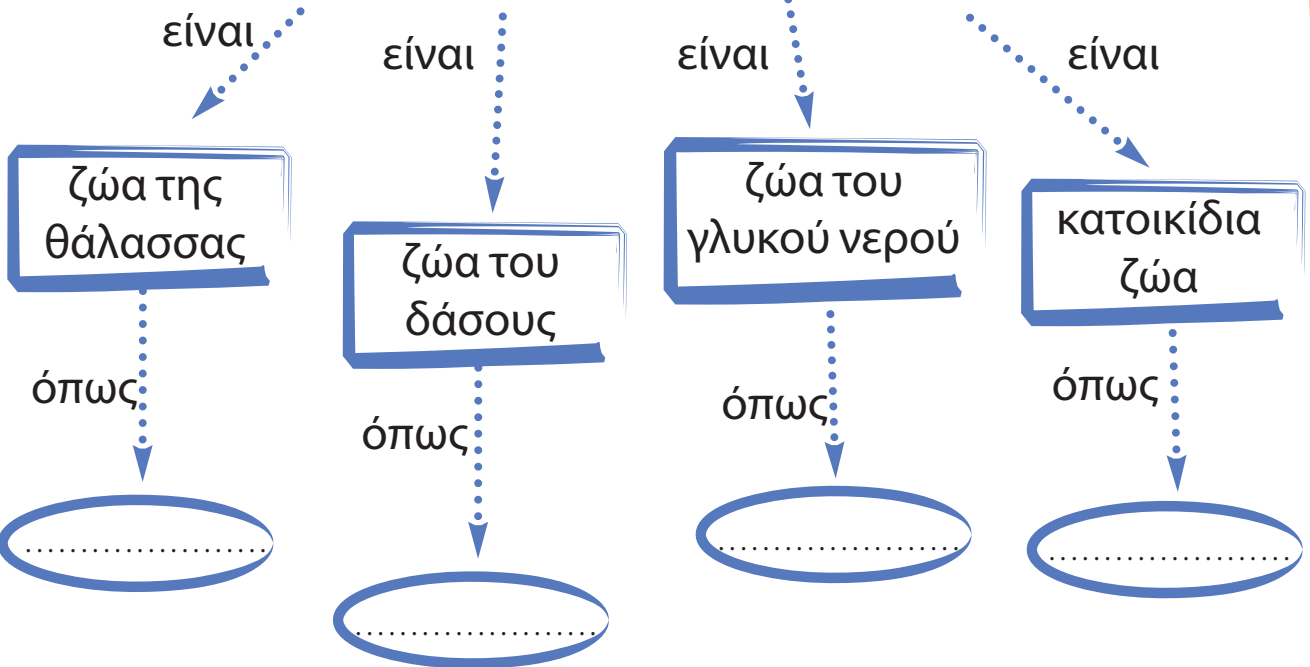 είναι
είναι
είναι
είναι
ζώα της
θάλασσας
ζώα του
δάσους
ζώα του
γλυκού νερού
κατοικίδια
ζώα
όπως
όπως
όπως
όπως